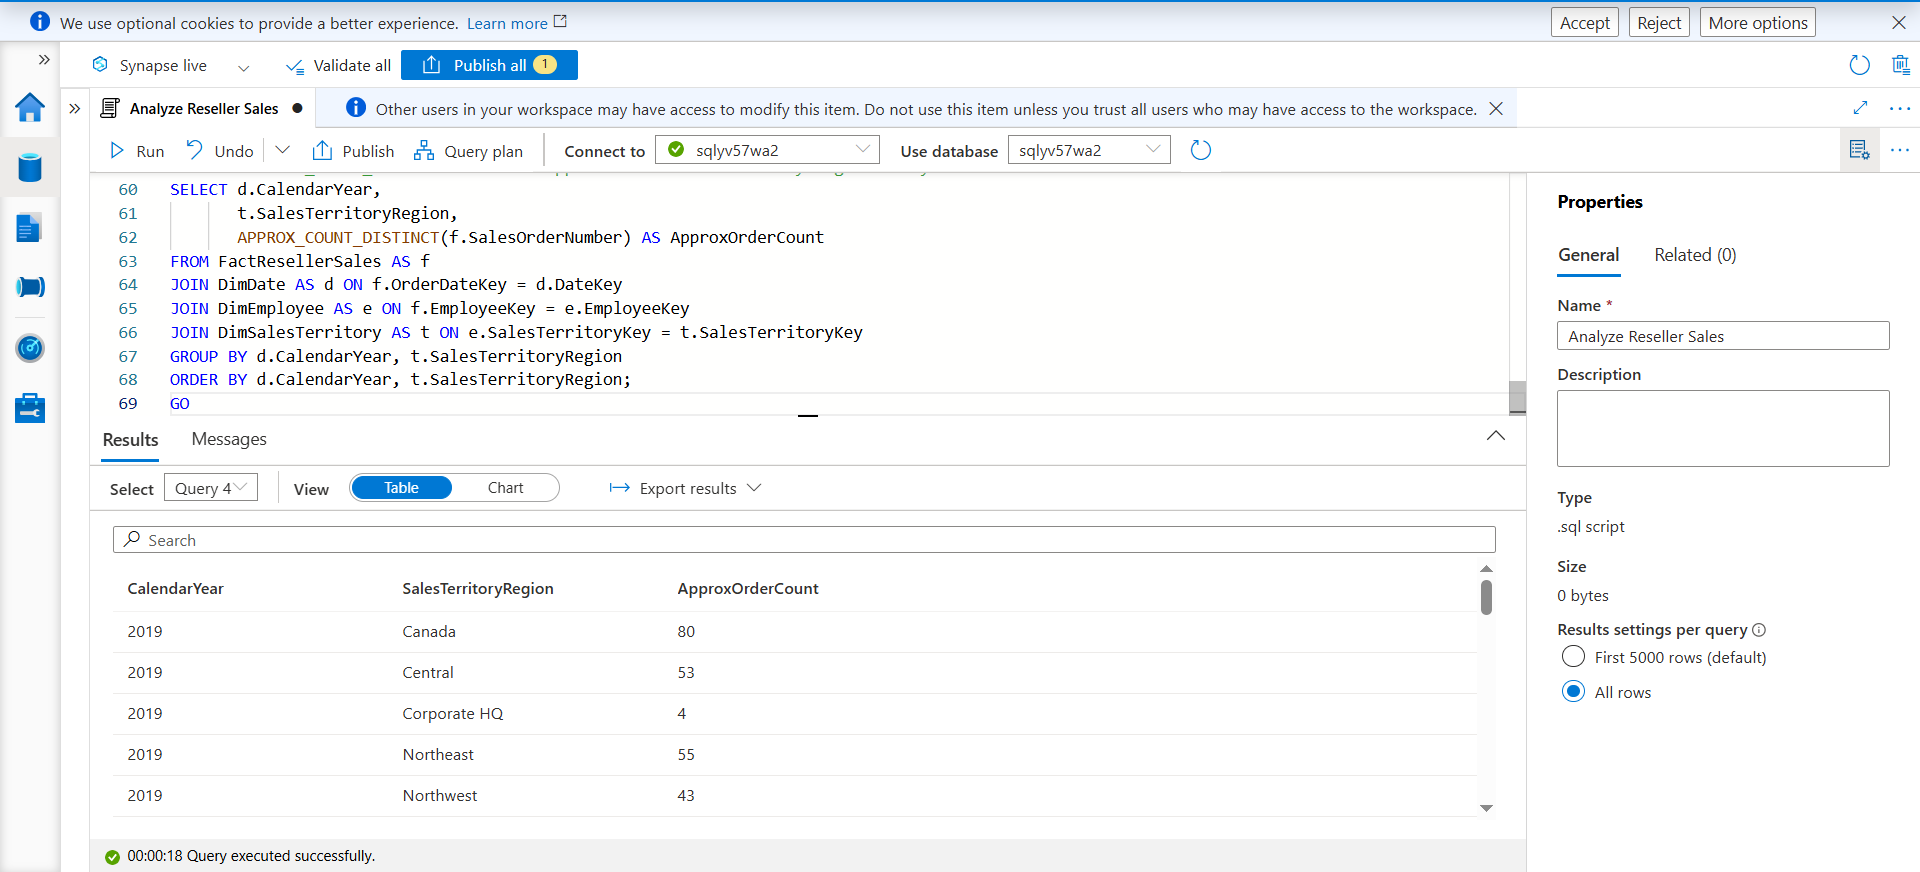 We use optional cookies to provide a better experience. Learn more
Accept Reject More options
Synapse live Validate all Publish all 1
Analyze Reseller Sales
Other users in your workspace may have access to modify this item. Do not use this item unless you trust all users who may have access to the workspace.
Run Undo Publish Query plan Connect to sqlyv57wa2 Use database sqlyv57wa2
60 SELECT d.CalendarYear,
61 t.SalesTerritoryRegion,
62 APPROX_COUNT_DISTINCT(f.SalesOrderNumber) AS ApproxOrderCount
63 FROM FactResellerSales AS f
64 JOIN DimDate AS d ON f.OrderDateKey = d.DateKey
65 JOIN DimEmployee AS e ON f.EmployeeKey = e.EmployeeKey
66 JOIN DimSalesTerritory AS t ON e.SalesTerritoryKey = t.SalesTerritoryKey
67 GROUP BY d.CalendarYear, t.SalesTerritoryRegion
68 ORDER BY d.CalendarYear, t.SalesTerritoryRegion;
69 GO
Results Messages
Select Query 4 View Table Chart Export results
Search
CalendarYear SalesTerritoryRegion ApproxOrderCount
2019 Canada 80
2019 Central 53
2019 Corporate HQ 4
2019 Northeast 55
2019 Northwest 43
00:00:18 Query executed successfully.
Properties
General Related (0)
Name *
Analyze Reseller Sales
Description
Type
.sql script
Size
0 bytes
Results settings per query
First 5000 rows (default)
All rows